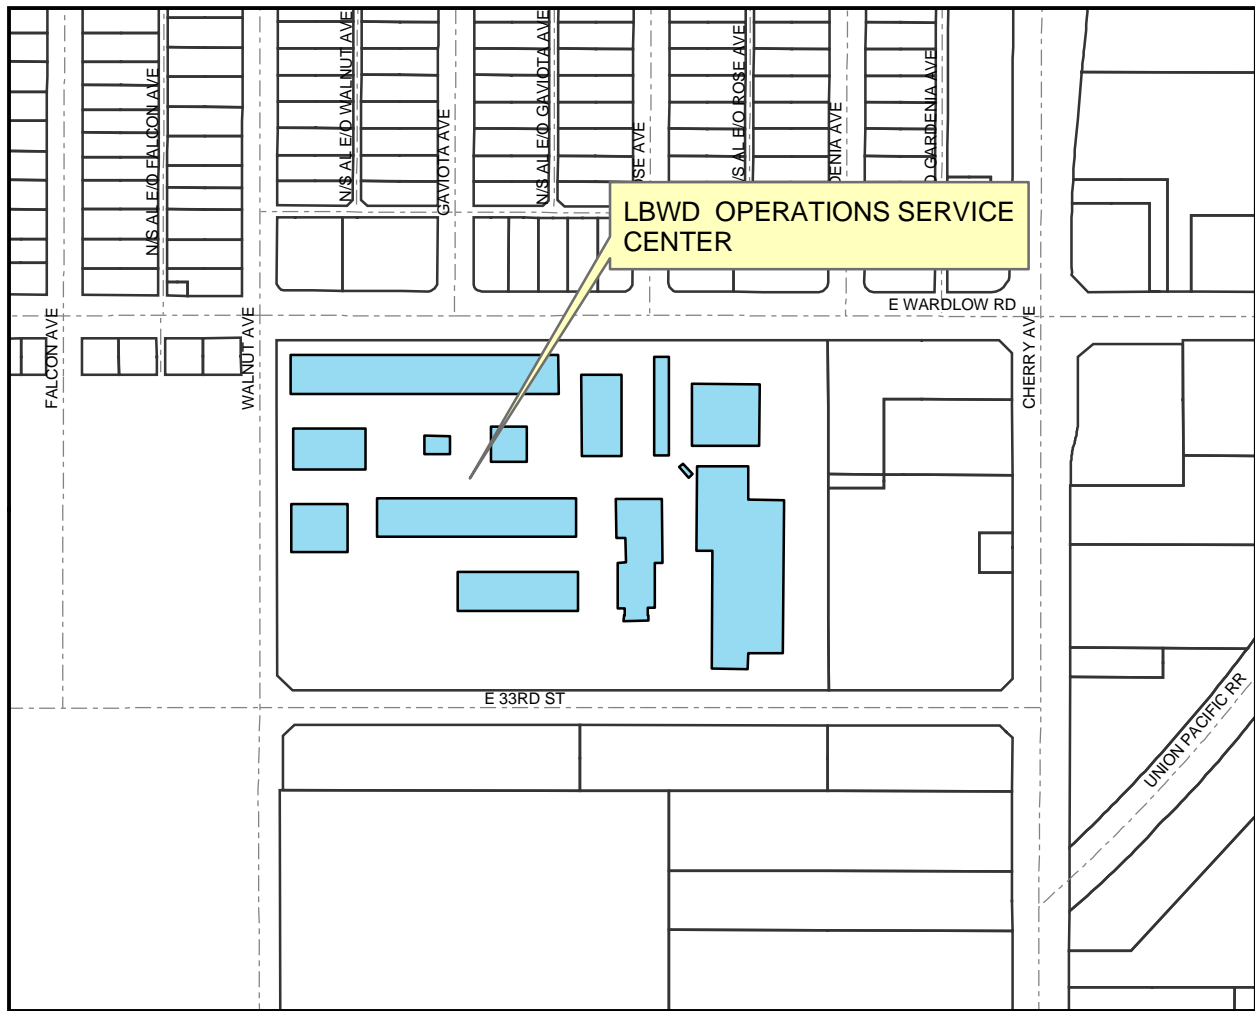 N/S AL E/O FALCON AVE
N/S AL E/O WALNUT AVE
GAVIOTA AVE
N/S AL E/O GAVIOTA AVE
SE AVE
/S AL E/O ROSE AVE
DENIA AVE
GARDENIA AVE
LBWD OPERATIONS SERVICE
CENTER
E WARDLOW RD
FALCON AVE
WALNUT AVE
CHERRY AVE
E 33RD ST
UNION PACIFIC RR